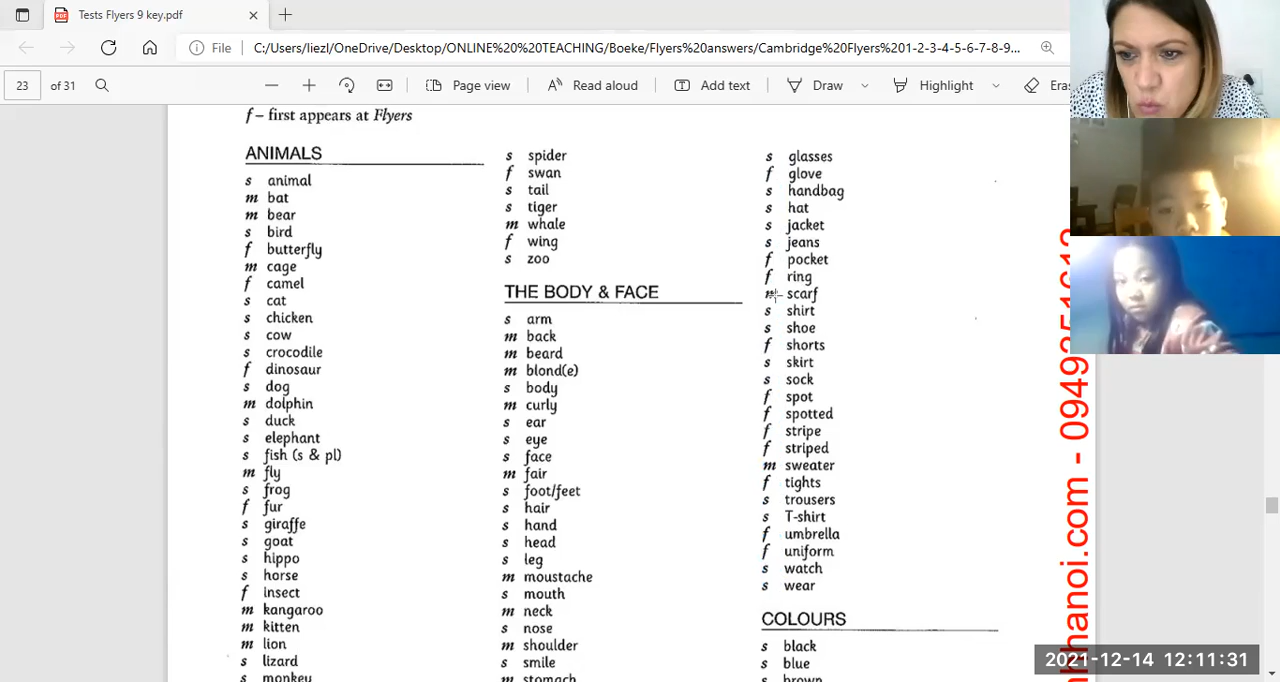 Tests Flyers 9 key.pdf
File
C:/Users/liezl/OneDrive/Desktop/ONLINE%20%20TEACHING/Boeke/Flyers%20answers/Cambridge%20Flyers%201-2-3-4-5-6-7-8-9...
23 of 31
Page view
Read aloud
Add text
Draw
Highlight
Eras
f – first appears at Flyers
ANIMALS
s animal
m bat
m bear
s bird
f butterfly
m cage
f camel
s cat
s chicken
s cow
s crocodile
f dinosaur
s dog
m dolphin
s duck
s elephant
s fish (s & pl)
m fly
s frog
f fur
s giraffe
s goat
s hippo
s horse
f insect
m kangaroo
m kitten
m lion
s lizard
s monkey
s spider
f swan
s tail
s tiger
m whale
f wing
s zoo
THE BODY & FACE
s arm
m back
m beard
m blond(e)
s body
m curly
s ear
s eye
s face
m fair
s foot/feet
s hair
s hand
s head
s leg
m moustache
s mouth
m neck
s nose
m shoulder
s smile
m stomach
s glasses
f glove
s handbag
s hat
s jacket
s jeans
f pocket
f ring
m scarf
s shirt
s shoe
f shorts
s skirt
s sock
f spot
f spotted
f stripe
f striped
m sweater
f tights
s trousers
s T-shirt
f umbrella
f uniform
s watch
s wear
COLOURS
s black
s blue
s brown
2021-12-14 12:11:31